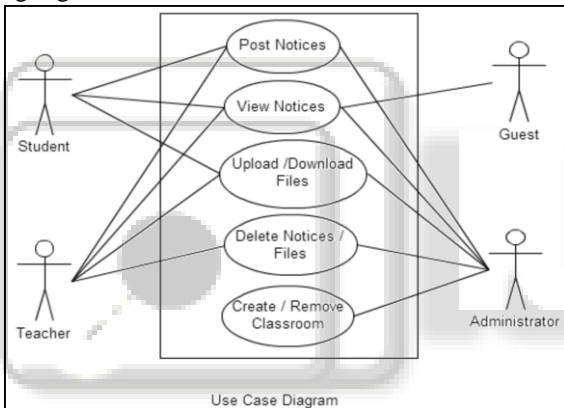 Post Notices
Student
View Notices
Guest
Upload /Download
Files
Delete Notices /
Files
Teacher
Create / Remove
Classroom
Administrator
Use Case Diagram